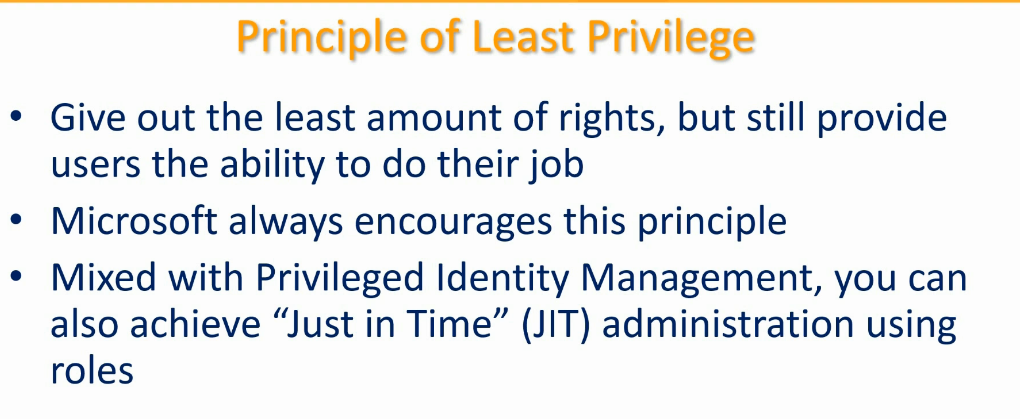 Principle of Least Privilege
• Give out the least amount of rights, but still provide
users the ability to do their job
• Microsoft always encourages this principle
• Mixed with Privileged Identity Management, you can
also achieve “Just in Time” (JIT) administration using
roles